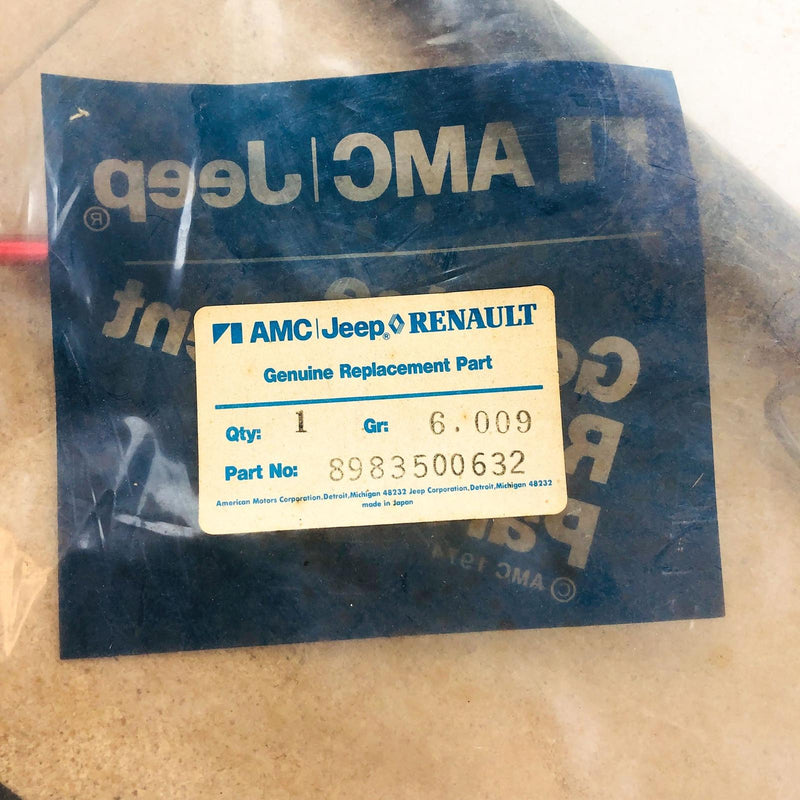 AMC|Jeep®
AMC|Jeep® RENAULT
Genuine Replacement Part
Qty: 1 Gr: 6.009
Part No: 8983500632
American Motors Corporation,Detroit,Michigan 48232 Jeep Corporation,Detroit,Michigan 48232
made in Japan
© AMC 1974